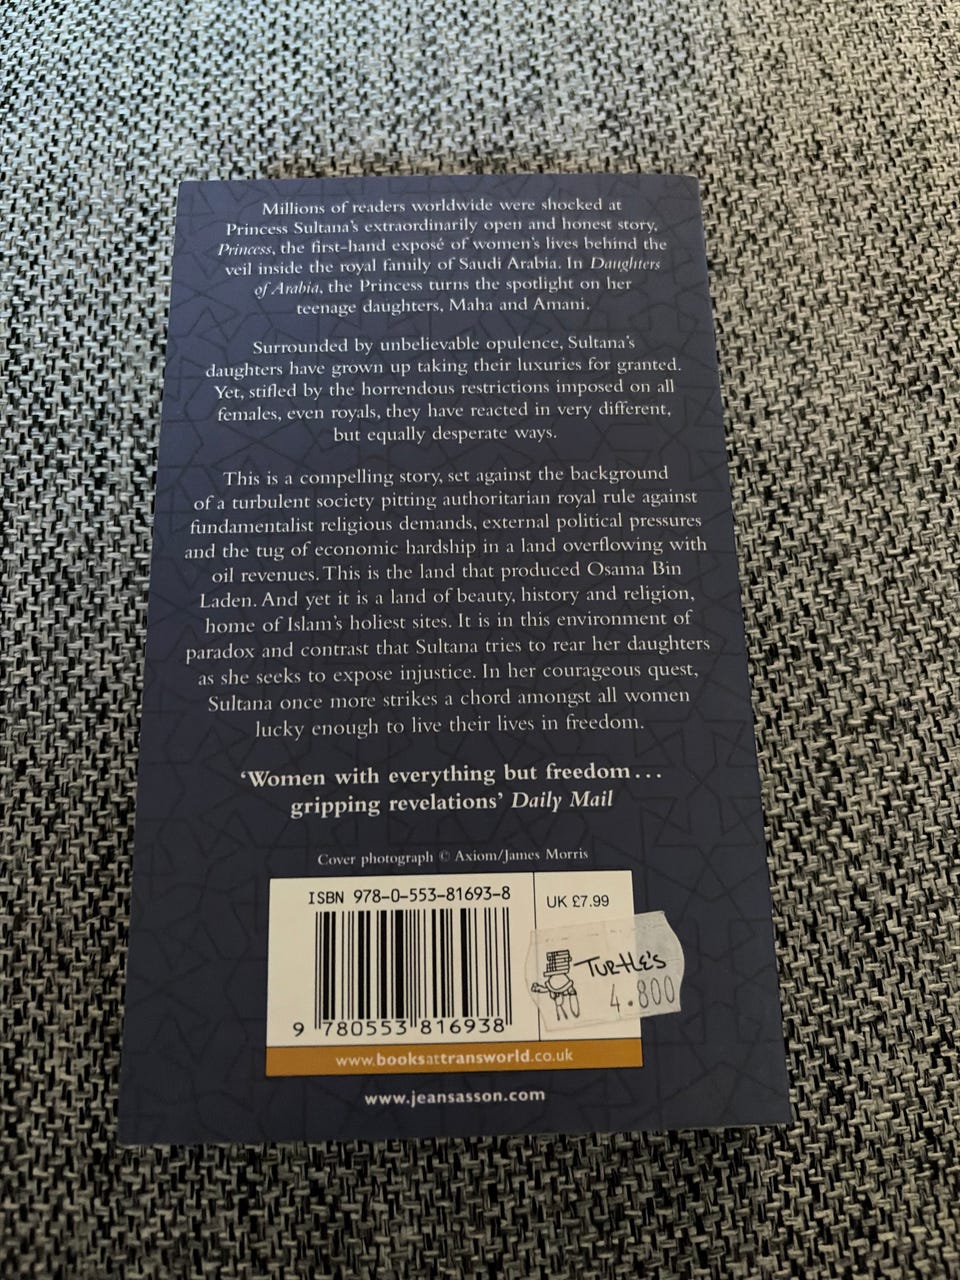 Millions of readers worldwide were shocked at
Princess Sultana's extraordinarily open and honest story,
Princess, the first-hand exposé of women's lives behind the
veil inside the royal family of Saudi Arabia. In Daughters
of Arabia, the Princess turns the spotlight on her
teenage daughters, Maha and Amani.
Surrounded by unbelievable opulence, Sultana's
daughters have grown up taking their luxuries for granted.
Yet, stifled by the horrendous restrictions imposed on all
females, even royals, they have reacted in very different,
but equally desperate ways.
This is a compelling story, set against the background
of a turbulent society pitting authoritarian royal rule against
fundamentalist religious demands, external political pressures
and the tug of economic hardship in a land overflowing with
oil revenues. This is the land that produced Osama Bin
Laden. And yet it is a land of beauty, history and religion,
home of Islam's holiest sites. It is in this environment of
paradox and contrast that Sultana tries to rear her daughters
as she seeks to expose injustice. In her courageous quest,
Sultana once more strikes a chord amongst all women
lucky enough to live their lives in freedom.
‘Women with everything but freedom...
gripping revelations’ Daily Mail
Cover photograph © Axiom/James Morris
ISBN 978-0-553-81693-8
UK £7.99
TURTLE'S
RO 4.800
9 780553 816938
www.booksattransworld.co.uk
www.jeansasson.com